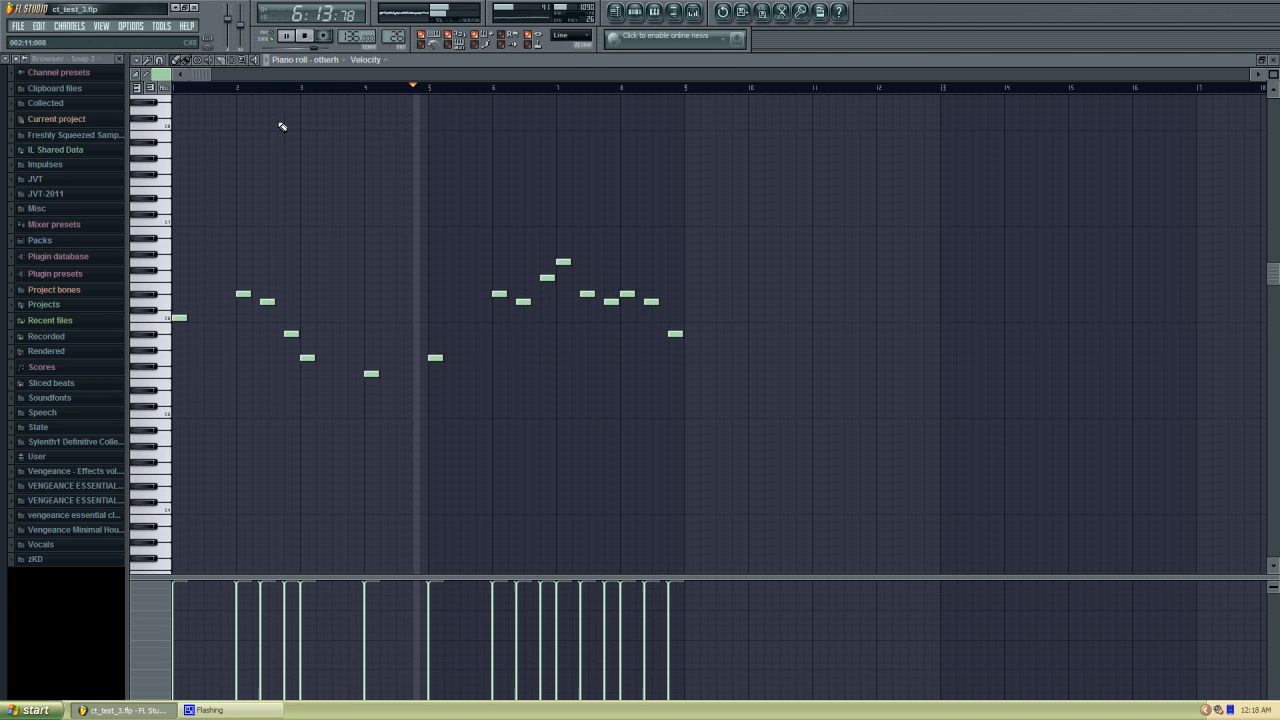 FL STUDIO ct_test_3.flp
FILE EDIT CHANNELS VIEW OPTIONS TOOLS HELP
002:11:008 C#8
6:13:78
Line
Click to enable online news
Browser - Snap 3
Piano roll - otherh Velocity
Channel presets
Clipboard files
Collected
Current project
Freshly Squeezed Samp...
IL Shared Data
Impulses
JVT
JVT-2011
Misc
Mixer presets
Packs
Plugin database
Plugin presets
Project bones
Projects
Recent files
Recorded
Rendered
Scores
Sliced beats
Soundfonts
Speech
State
Sylenth1 Definitive Colle...
User
Vengeance - Effects vol....
VENGEANCE ESSENTIAL...
VENGEANCE ESSENTIAL...
vengeance essential cl...
Vengeance Minimal Hou...
Vocals
zKD
2 3 4 5 6 7 8 9 10 11 12 13 14 15 16 17 18
start
ct_test_3.flp - FL Stu...
Flashing
12:18 AM